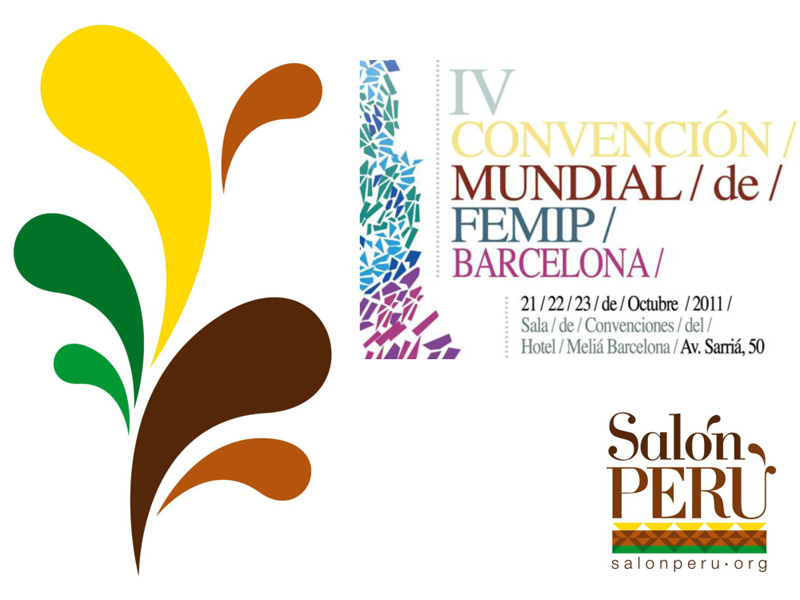 IV
CONVENCIÓN /
MUNDIAL / de /
FEMIP /
BARCELONA /
21 / 22 / 23 / de / Octubre / 2011 /
Sala / de / Convenciones / del /
Hotel / Meliá Barcelona / Av. Sarriá, 50
Salón
PERÚ
salonperu·org